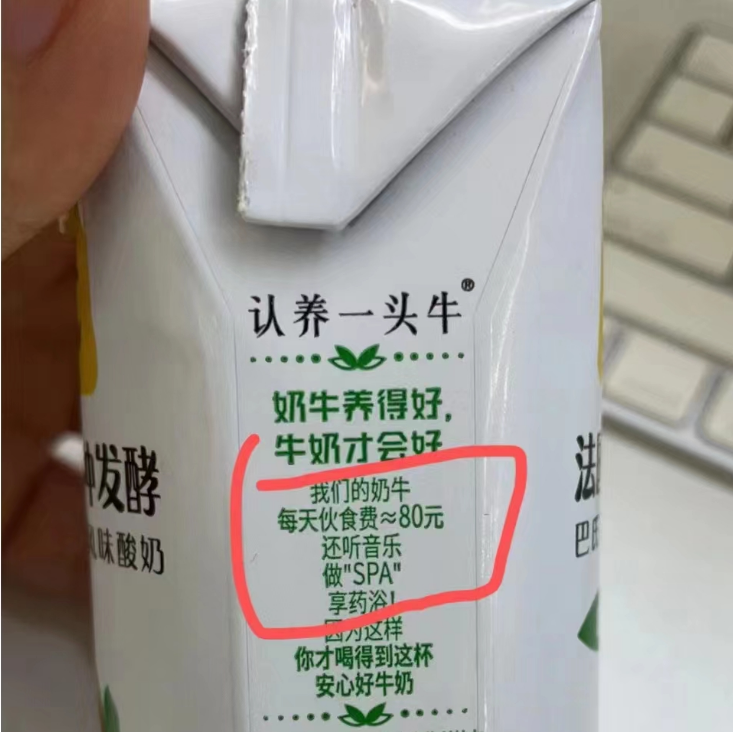 认养一头牛®
奶牛养得好，
牛奶才会好
我们的奶牛
每天伙食费≈80元
还听音乐
做"SPA"
享药浴！
因为这样
你才喝得到这杯
安心好牛奶
发酵
风味酸奶
法
巴氏